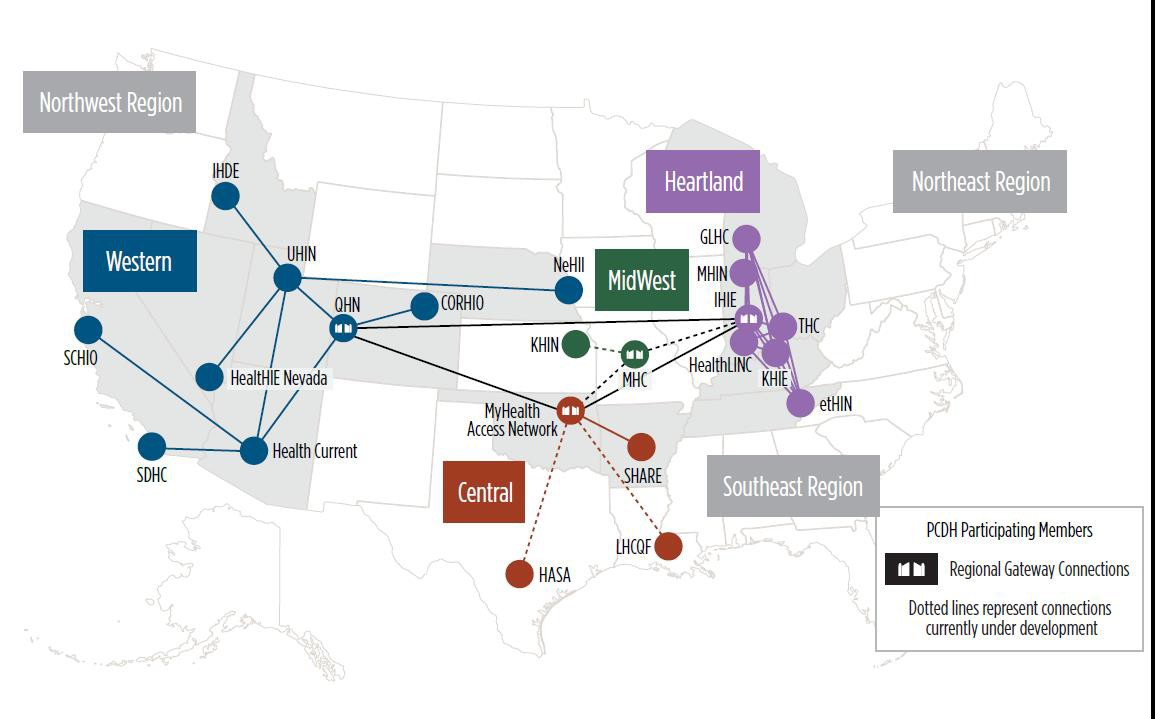 Northwest Region
Northeast Region
Heartland
IHDE
Western
UHIN
GLHC
NeHII
MidWest
MHIN
QHN
CORHIO
IHIE
SCHIO
KHIN
THC
HealthLINC
HealtHIE Nevada
MHC
KHIE
MyHealth
Access Network
etHIN
Health Current
SDHC
SHARE
Central
Southeast Region
LHCQF
HASA
PCDH Participating Members
Regional Gateway Connections
Dotted lines represent connections
currently under development